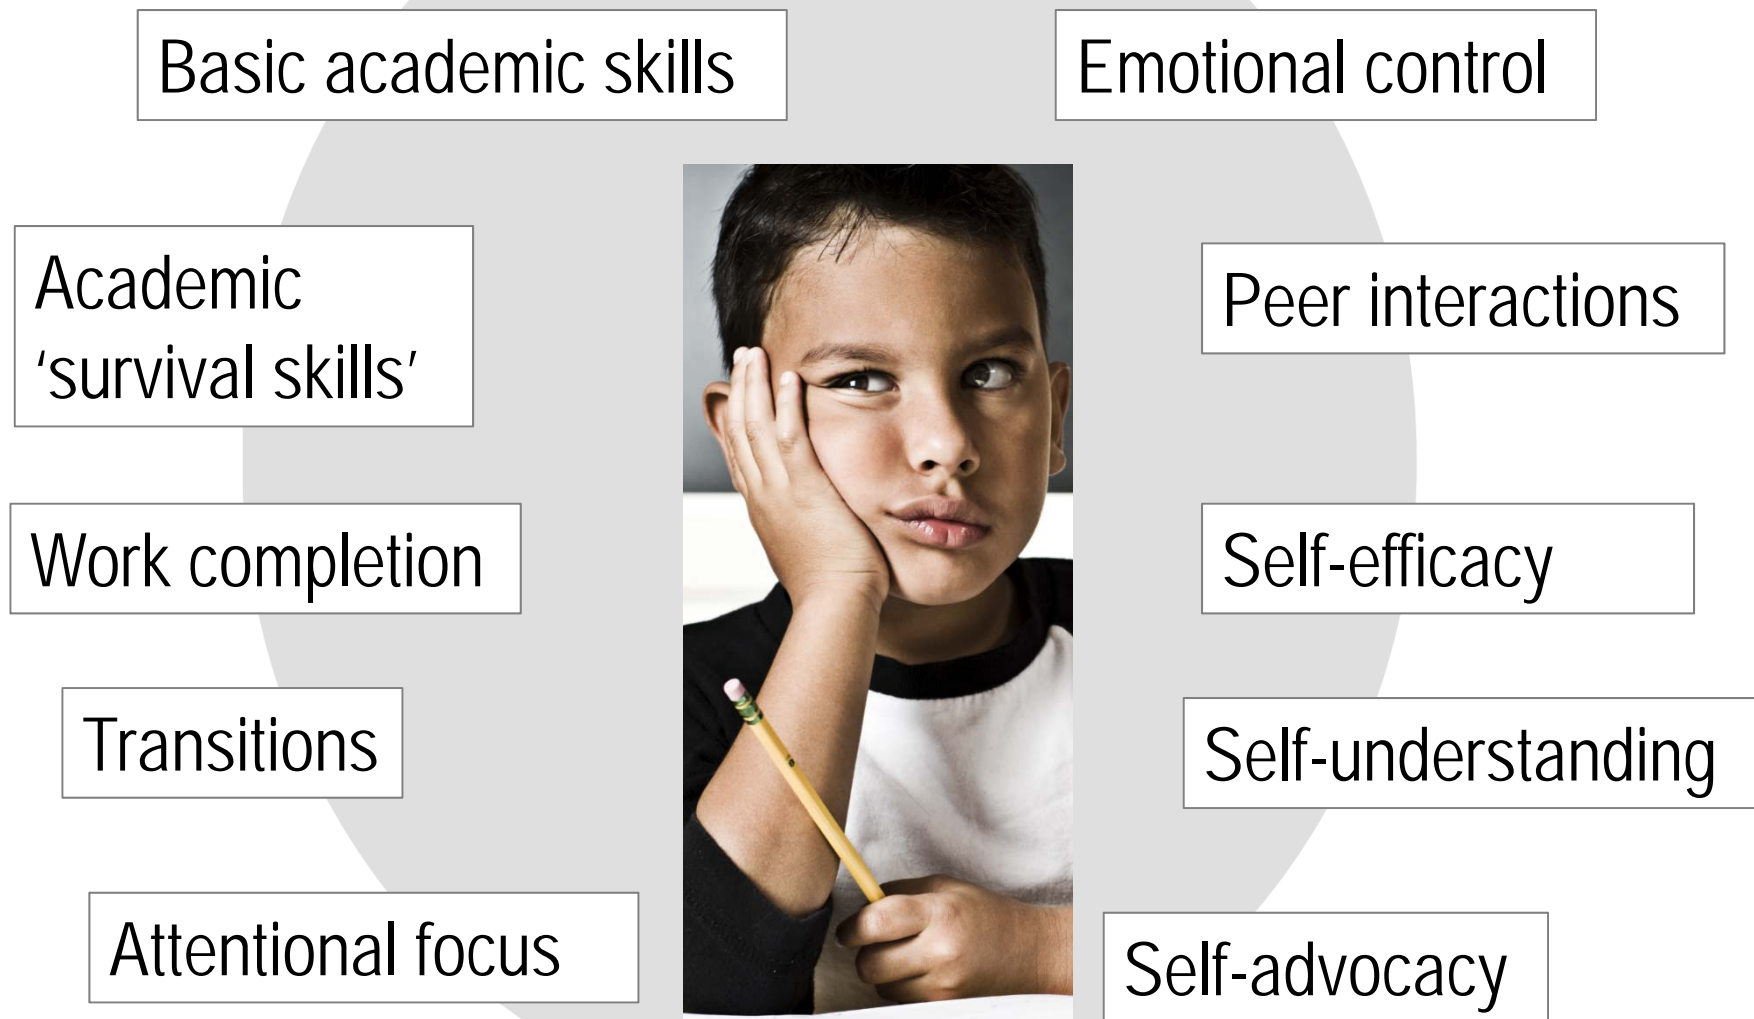 Basic academic skills
Emotional control
Academic
‘survival skills’
Peer interactions
Work completion
Self-efficacy
Transitions
Self-understanding
Attentional focus
Self-advocacy